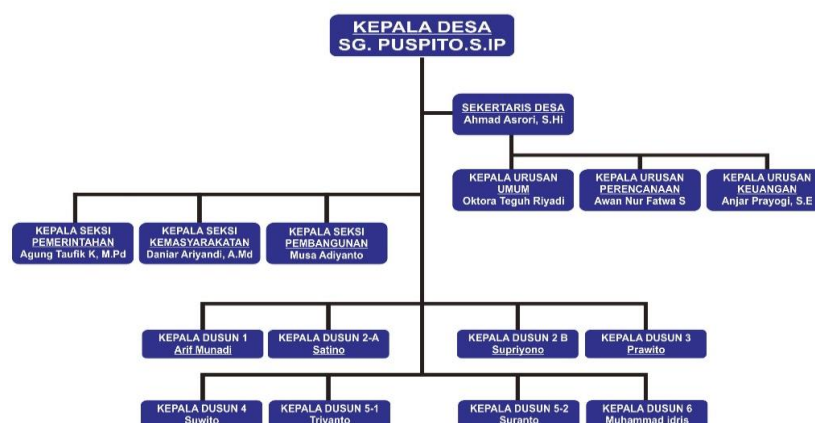 KEPALA DESA
SG. PUSPITO.S.IP
SEKERTARIS DESA
Ahmad Asrori, S.Hi
KEPALA URUSAN
UMUM
Oktora Teguh Riyadi
KEPALA URUSAN
PERENCANAAN
Awan Nur Fatwa S
KEPALA URUSAN
KEUANGAN
Anjar Prayogi, S.E
KEPALA SEKSI
PEMERINTAHAN
Agung Taufik K, M.Pd
KEPALA SEKSI
KEMASYARAKATAN
Daniar Ariyandi, A.Md
KEPALA SEKSI
PEMBANGUNAN
Musa Adiyanto
KEPALA DUSUN 1
Arif Munadi
KEPALA DUSUN 2-A
Satino
KEPALA DUSUN 2 B
Supriyono
KEPALA DUSUN 3
Prawito
KEPALA DUSUN 4
Suwito
KEPALA DUSUN 5-1
Triyanto
KEPALA DUSUN 5-2
Suranto
KEPALA DUSUN 6
Muhammad idris